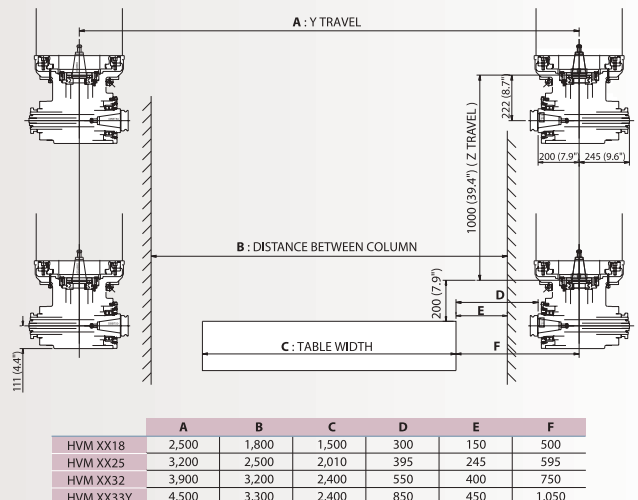 A : Y TRAVEL
222 (8.7")
1000 (39.4") ( Z TRAVEL )
200 (7.9") 245 (9.6")
B : DISTANCE BETWEEN COLUMN
200 (7.9")
D
E
C : TABLE WIDTH F
111 (4.4")
A B C D E F
HVM XX18 2,500 1,800 1,500 300 150 500
HVM XX25 3,200 2,500 2,010 395 245 595
HVM XX32 3,900 3,200 2,400 550 400 750
HVM XX33Y 4,500 3,300 2,400 850 450 1,050